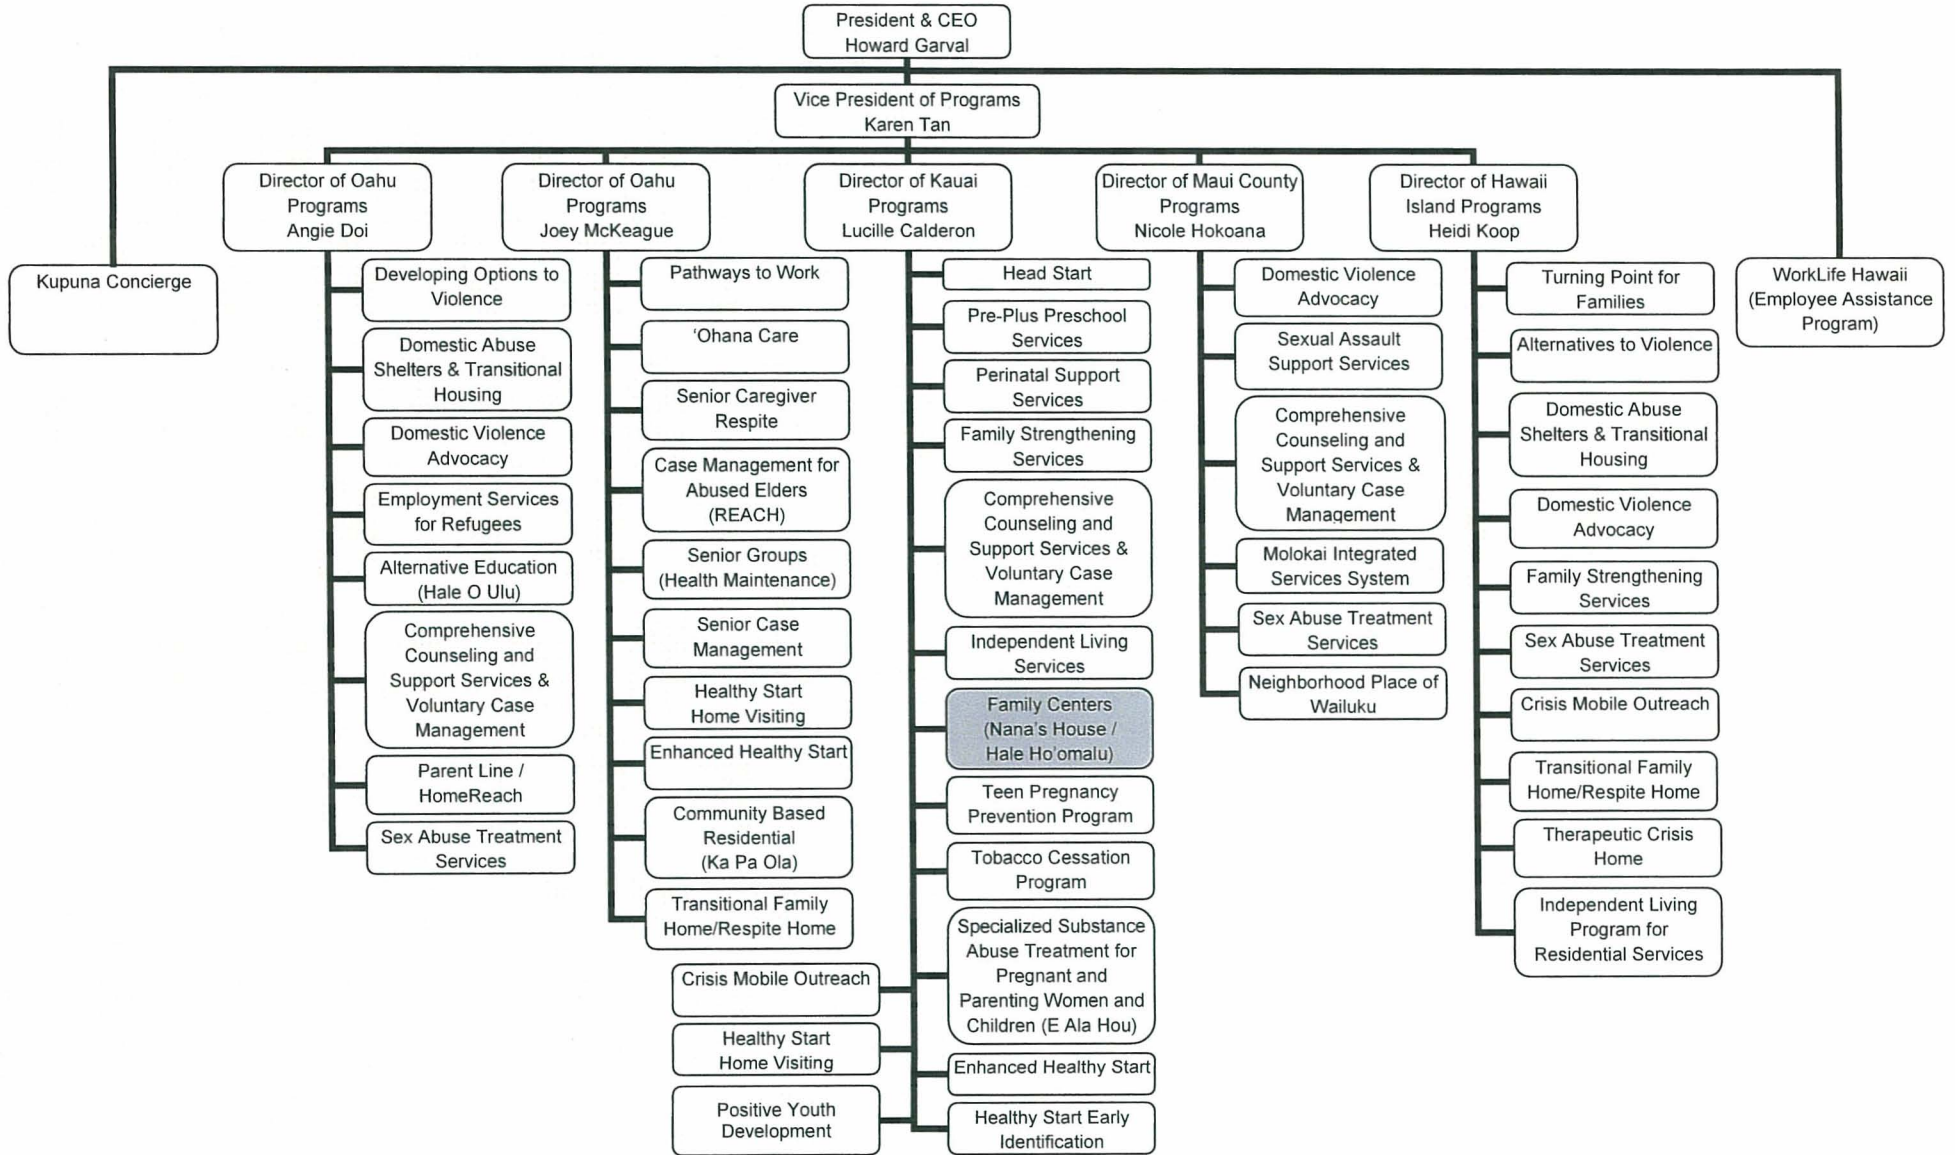 President & CEO
Howard Garval
Vice President of Programs
Karen Tan
Kupuna Concierge
Director of Oahu
Programs
Angie Doi
Developing Options to
Violence
Domestic Abuse
Shelters & Transitional
Housing
Domestic Violence
Advocacy
Employment Services
for Refugees
Alternative Education
(Hale O Ulu)
Comprehensive
Counseling and
Support Services &
Voluntary Case
Management
Parent Line /
HomeReach
Sex Abuse Treatment
Services
Director of Oahu
Programs
Joey McKeague
Pathways to Work
‘Ohana Care
Senior Caregiver
Respite
Case Management for
Abused Elders
(REACH)
Senior Groups
(Health Maintenance)
Senior Case
Management
Healthy Start
Home Visiting
Enhanced Healthy Start
Community Based
Residential
(Ka Pa Ola)
Transitional Family
Home/Respite Home
Director of Kauai
Programs
Lucille Calderon
Head Start
Pre-Plus Preschool
Services
Perinatal Support
Services
Family Strengthening
Services
Comprehensive
Counseling and
Support Services &
Voluntary Case
Management
Independent Living
Services
Family Centers
(Nana's House /
Hale Ho'omalu)
Teen Pregnancy
Prevention Program
Tobacco Cessation
Program
Specialized Substance
Abuse Treatment for
Pregnant and
Parenting Women and
Children (E Ala Hou)
Enhanced Healthy Start
Healthy Start Early
Identification
Crisis Mobile Outreach
Healthy Start
Home Visiting
Positive Youth
Development
Director of Maui County
Programs
Nicole Hokoana
Domestic Violence
Advocacy
Sexual Assault
Support Services
Comprehensive
Counseling and
Support Services &
Voluntary Case
Management
Molokai Integrated
Services System
Sex Abuse Treatment
Services
Neighborhood Place of
Wailuku
Director of Hawaii
Island Programs
Heidi Koop
Turning Point for
Families
Alternatives to Violence
Domestic Abuse
Shelters & Transitional
Housing
Domestic Violence
Advocacy
Family Strengthening
Services
Sex Abuse Treatment
Services
Crisis Mobile Outreach
Transitional Family
Home/Respite Home
Therapeutic Crisis
Home
Independent Living
Program for
Residential Services
WorkLife Hawaii
(Employee Assistance
Program)